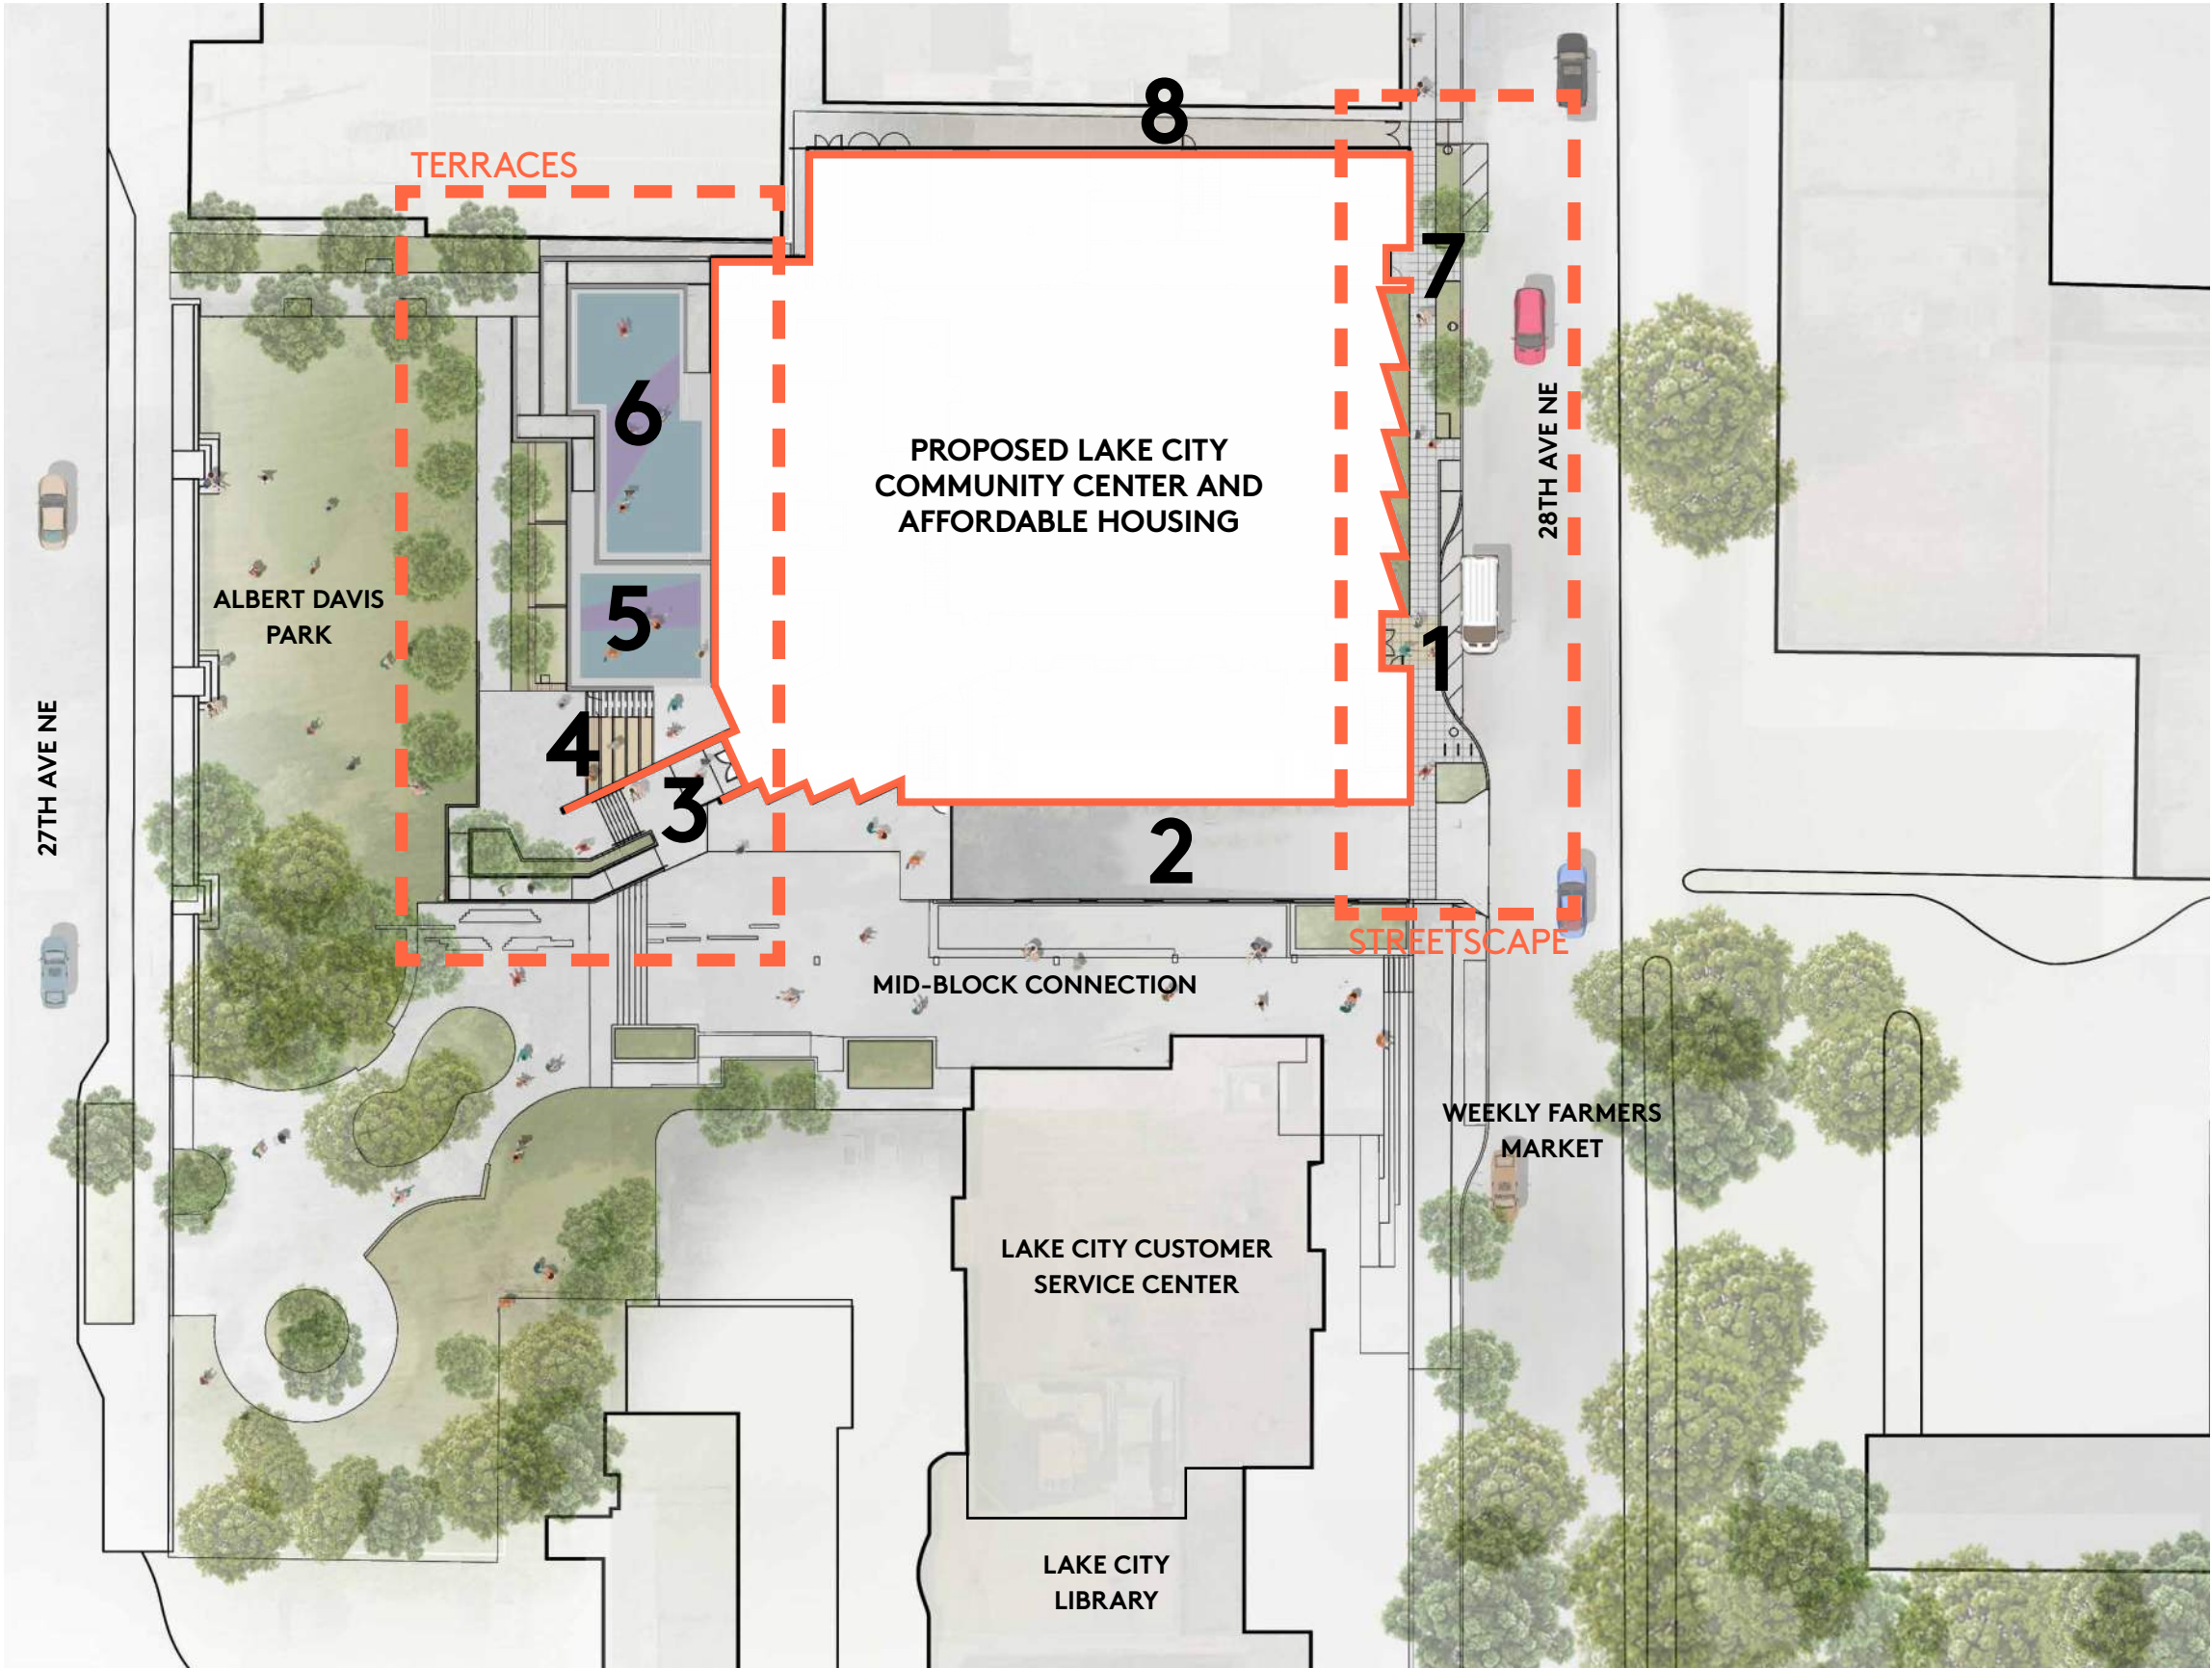 8
TERRACES
7
6
PROPOSED LAKE CITY
COMMUNITY CENTER AND
AFFORDABLE HOUSING
28TH AVE NE
5
ALBERT DAVIS
PARK
1
4
3
27TH AVE NE
2
STREETSCAPE
MID-BLOCK CONNECTION
WEEKLY FARMERS
MARKET
LAKE CITY CUSTOMER
SERVICE CENTER
LAKE CITY
LIBRARY